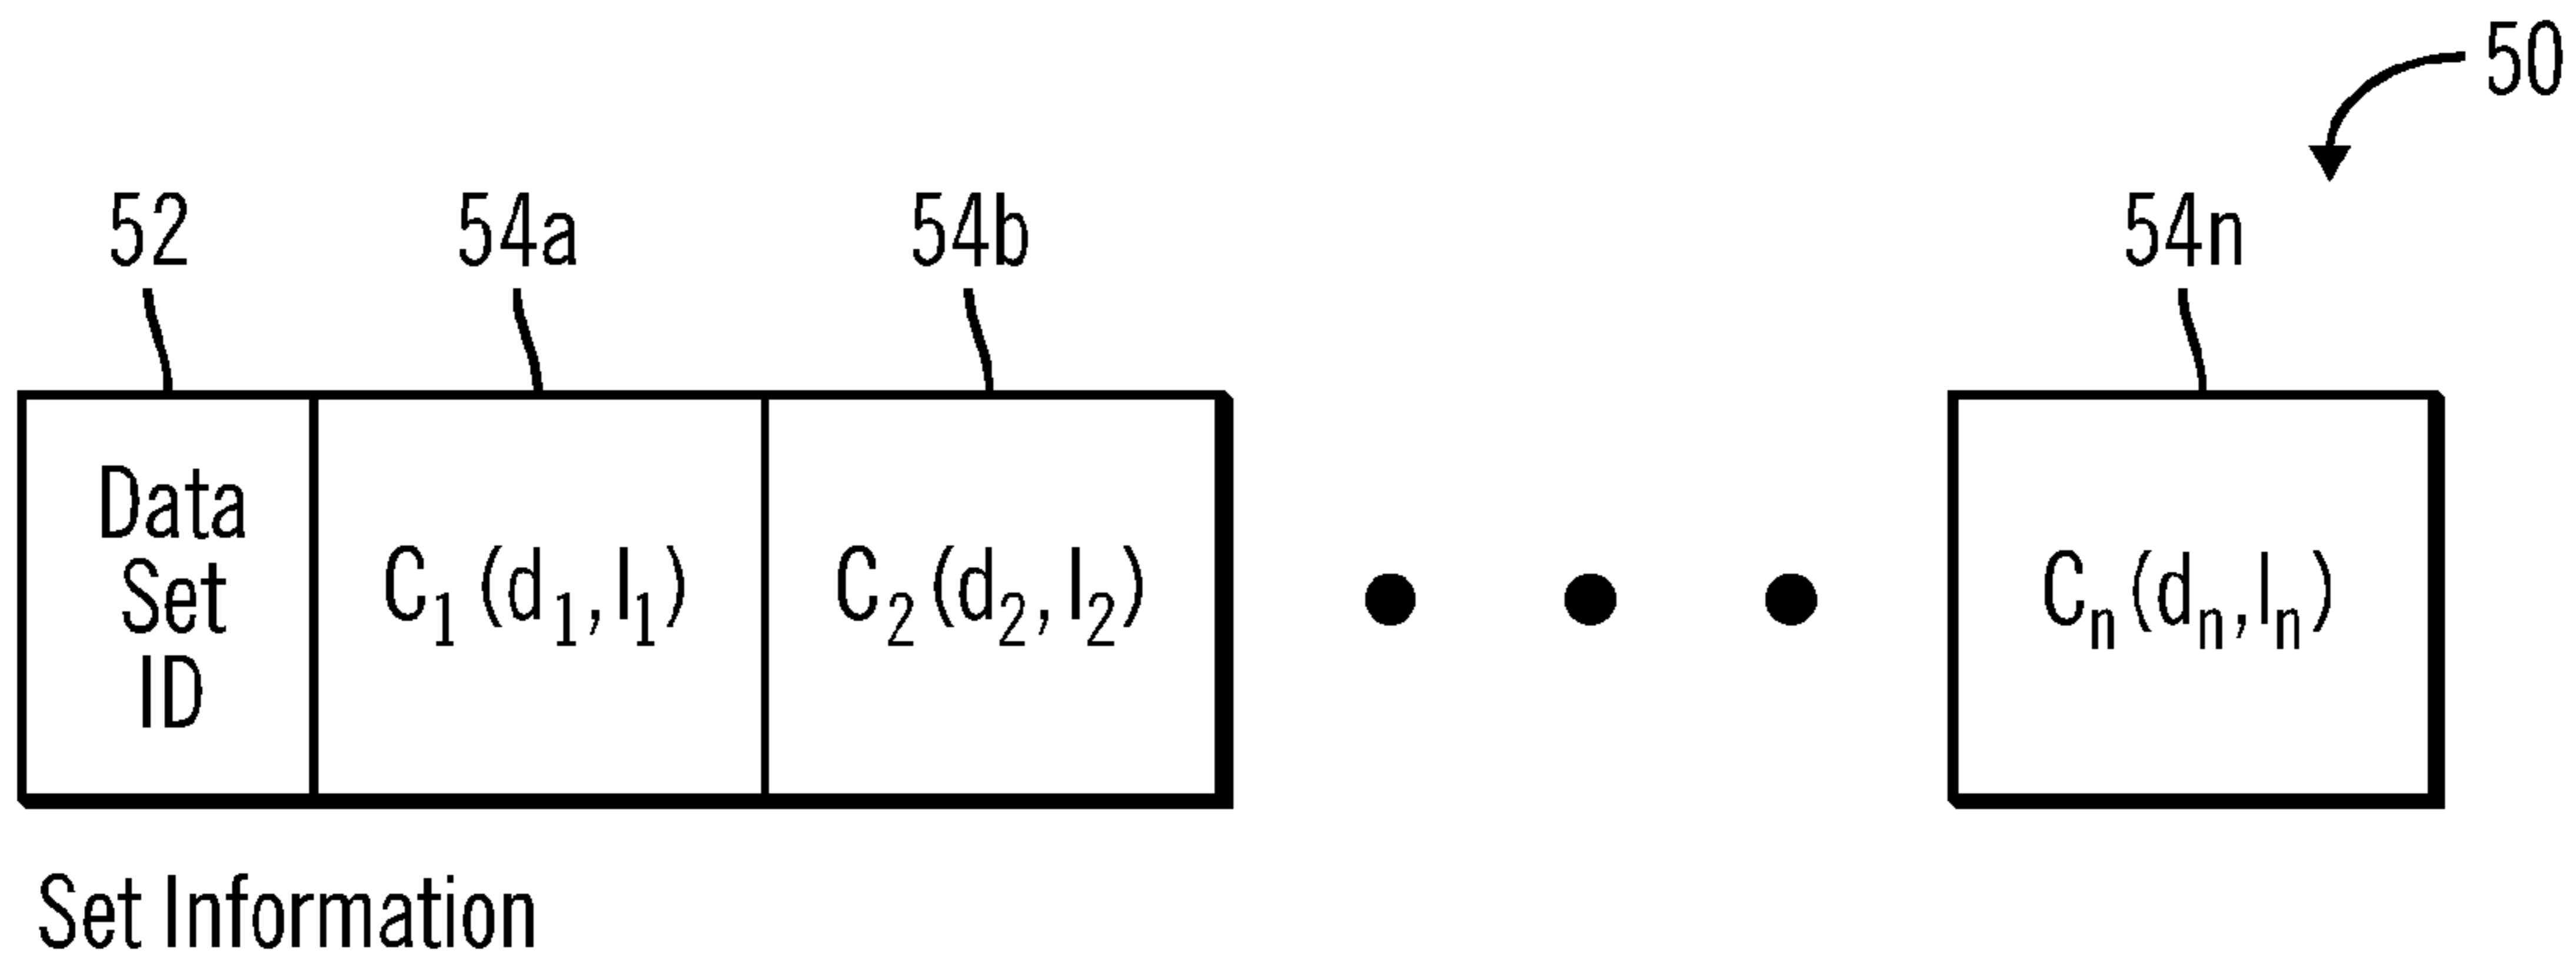 50
52 54a 54b 54n
Data
Set
ID
C₁ (d₁, l₁) C₂ (d₂, l₂) Cₙ (dₙ, lₙ)
Set Information